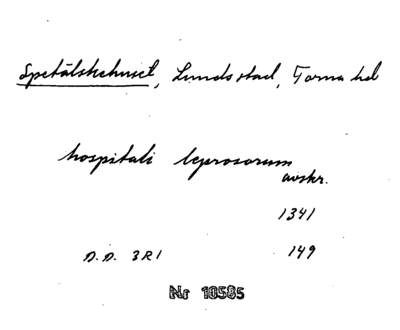 Spetälskehuset, Lunds stad, Torna hd
hospitali leprosorum
avskr.
1341
D.D. 3R1 149
Nr 10585